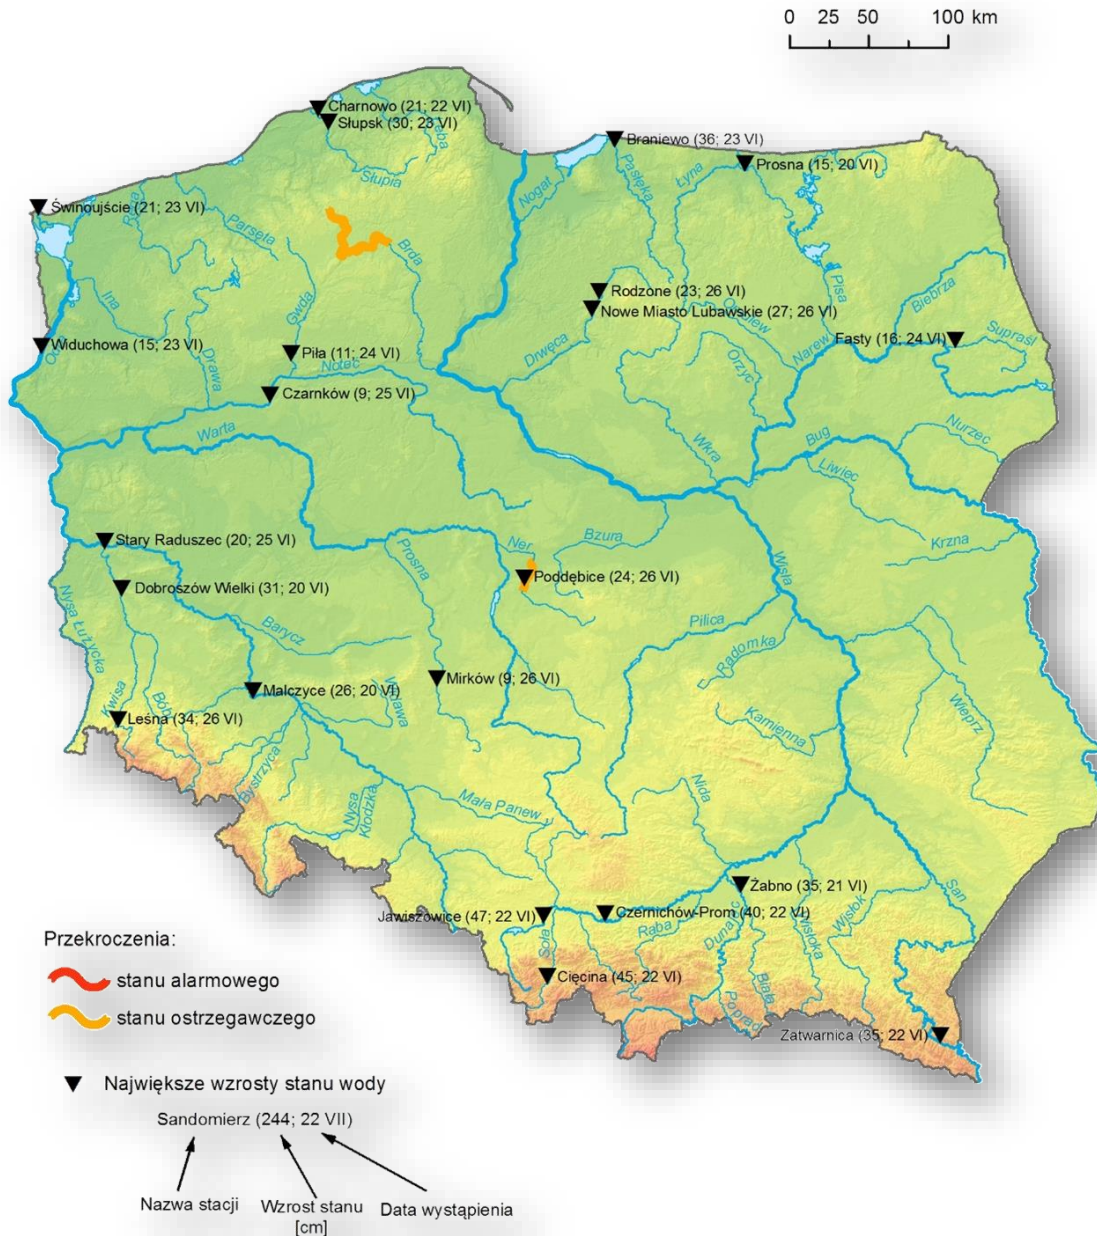 0 25 50 100 km
Charnowo (21; 22 VI)
Słupsk (30; 23 VI)
Łeba
Braniewo (36; 23 VI)
Prosna (15; 20 VI)
Słupia
Pasłęka
Łyna
Nogat
Świnoujście (21; 23 VI)
Rega
Parsęta
Brda
Rodzone (23; 26 VI)
Nowe Miasto Lubawskie (27; 26 VI)
Pisa
Biebrza
Ina
Gwda
Omulew
Fasty (16; 24 VI)
Supraśl
Widuchowa (15; 23 VI)
Piła (11; 24 VI)
Drwęca
Orzyc
Narew
Noteć
Drawa
Czarnków (9; 25 VI)
Warta
Wkra
Bug
Nurzec
Liwiec
Stary Raduszec (20; 25 VI)
Prosna
Ner
Bzura
Krzna
Wisła
Poddębice (24; 26 VI)
Dobroszów Wielki (31; 20 VI)
Nysa Łużycka
Barycz
Pilica
Radomka
Mirków (9; 26 VI)
Malczyce (26; 20 VI)
Widawa
Leśna (34; 26 VI)
Kwisa
Bóbr
Kamienna
Wieprz
Bystrzyca
Nysa
Kłodzka
Mała Panew
Nida
Żabno (35; 21 VI)
San
Jawiszowice (47; 22 VI)
Czernichów-Prom (40; 22 VI)
Raba
Dunajec
Wisłoka
Wisłok
Soła
Cięcina (45; 22 VI)
Biała
Poprad
Zatwarnica (35; 22 VI)
Przekroczenia:
stanu alarmowego
stanu ostrzegawczego
Największe wzrosty stanu wody
Sandomierz (244; 22 VII)
Nazwa stacji
Wzrost stanu
[cm]
Data wystąpienia